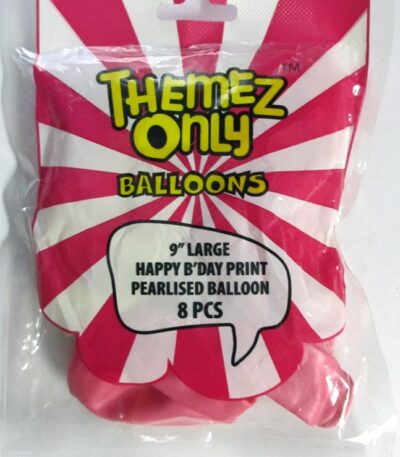 THEMEZ
ONLY
™
BALLOONS
9" LARGE
HAPPY B'DAY PRINT
PEARLISED BALLOON
8 PCS